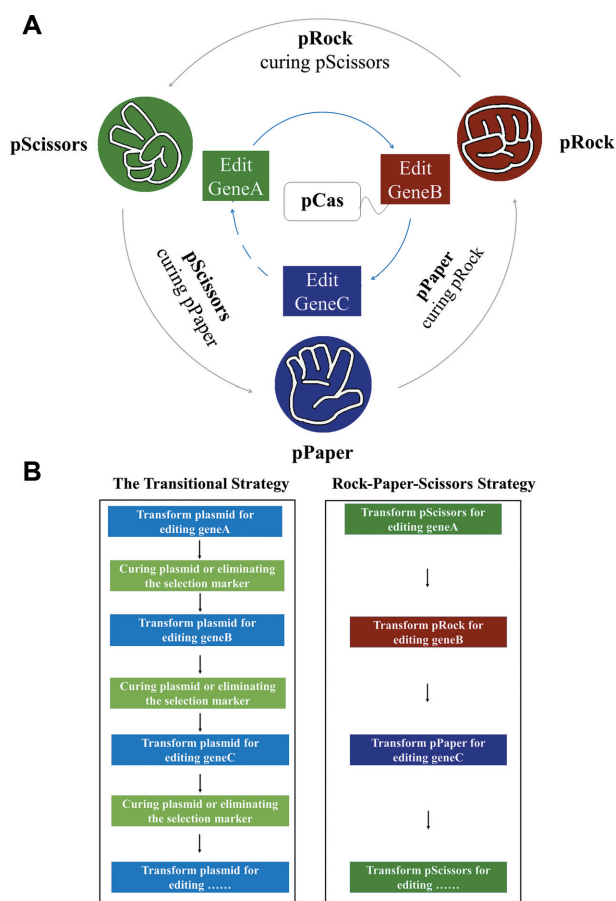 A
pRock
curing pScissors
pScissors
pRock
Edit
GeneA
Edit
GeneB
pCas
pScissors
curing pPaper
pPaper
curing pRock
Edit
GeneC
pPaper
B
The Transitional Strategy
Transform plasmid for
editing geneA
Curing plasmid or eliminating
the selection marker
Transform plasmid for
editing geneB
Curing plasmid or eliminating
the selection marker
Transform plasmid for
editing geneC
Curing plasmid or eliminating
the selection marker
Transform plasmid for
editing ……
Rock-Paper-Scissors Strategy
Transform pScissors for
editing geneA
Transform pRock for
editing geneB
Transform pPaper for
editing geneC
Transform pScissors for
editing ……